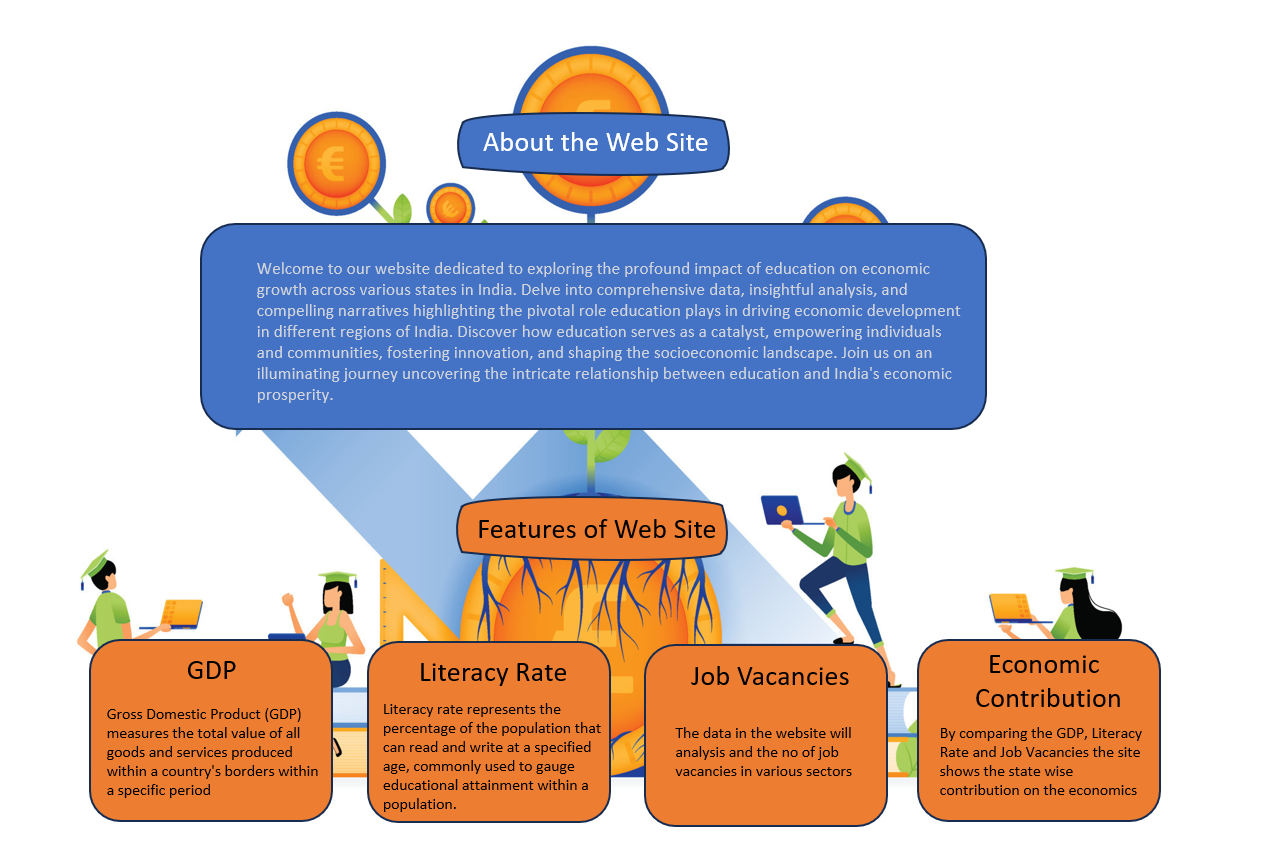 About the Web Site
Welcome to our website dedicated to exploring the profound impact of education on economic
growth across various states in India. Delve into comprehensive data, insightful analysis, and
compelling narratives highlighting the pivotal role education plays in driving economic development
in different regions of India. Discover how education serves as a catalyst, empowering individuals
and communities, fostering innovation, and shaping the socioeconomic landscape. Join us on an
illuminating journey uncovering the intricate relationship between education and India's economic
prosperity.
Features of Web Site
GDP
Gross Domestic Product (GDP)
measures the total value of all
goods and services produced
within a country's borders within
a specific period
Literacy Rate
Literacy rate represents the
percentage of the population that
can read and write at a specified
age, commonly used to gauge
educational attainment within a
population.
Job Vacancies
The data in the website will
analysis and the no of job
vacancies in various sectors
Economic
Contribution
By comparing the GDP, Literacy
Rate and Job Vacancies the site
shows the state wise
contribution on the economics